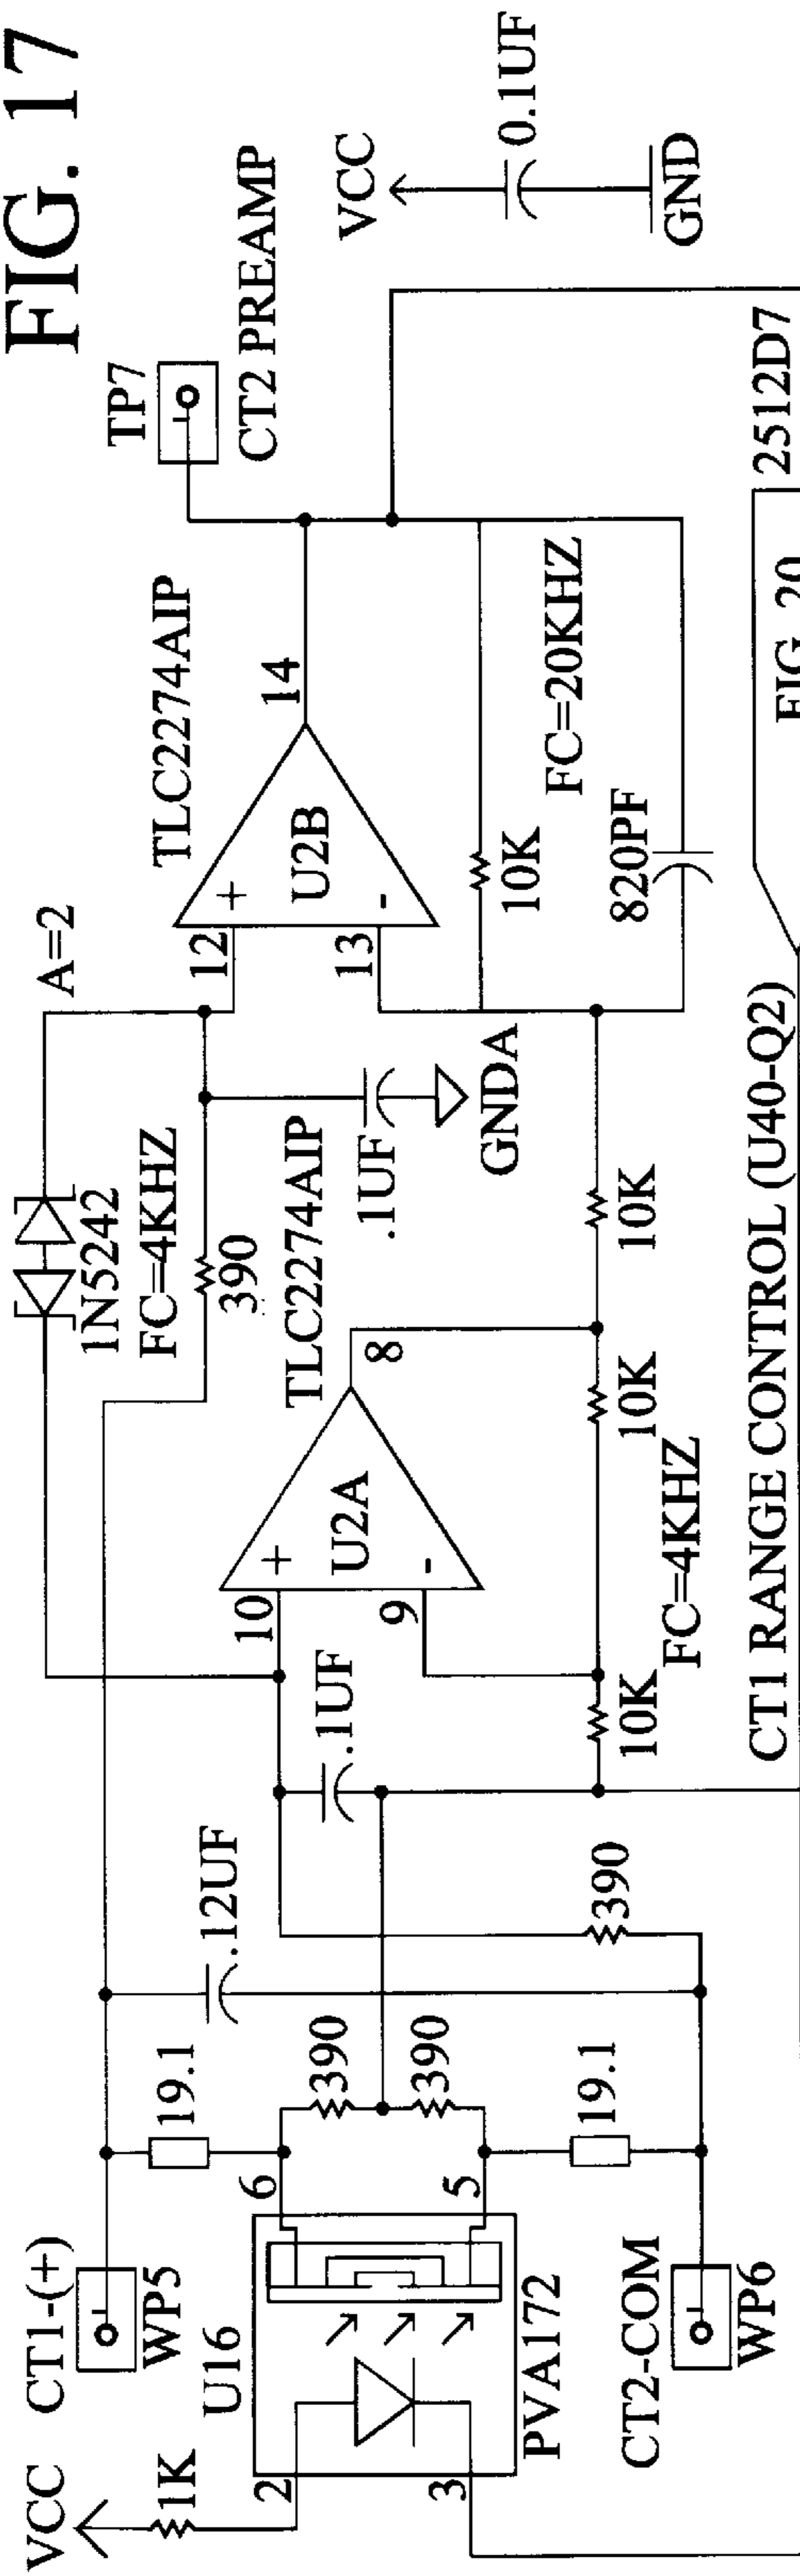 FIG. 17
VCC
1K
CT1-(+)
WP5
U16
2
3
6
5
PVA172
CT2-COM
WP6
19.1
19.1
390
390
.12UF
390
.1UF
10
9
U2A
+
-
8
TLC2274AIP
10K
10K
10K
FC=4KHZ
1N5242
FC=4KHZ
390
.1UF
GNDA
A=2
12
13
U2B
+
-
14
TLC2274AIP
10K
FC=20KHZ
820PF
TP7
CT2 PREAMP
VCC
0.1UF
GND
CT1 RANGE CONTROL (U40-Q2)
FIG. 20
2512D7